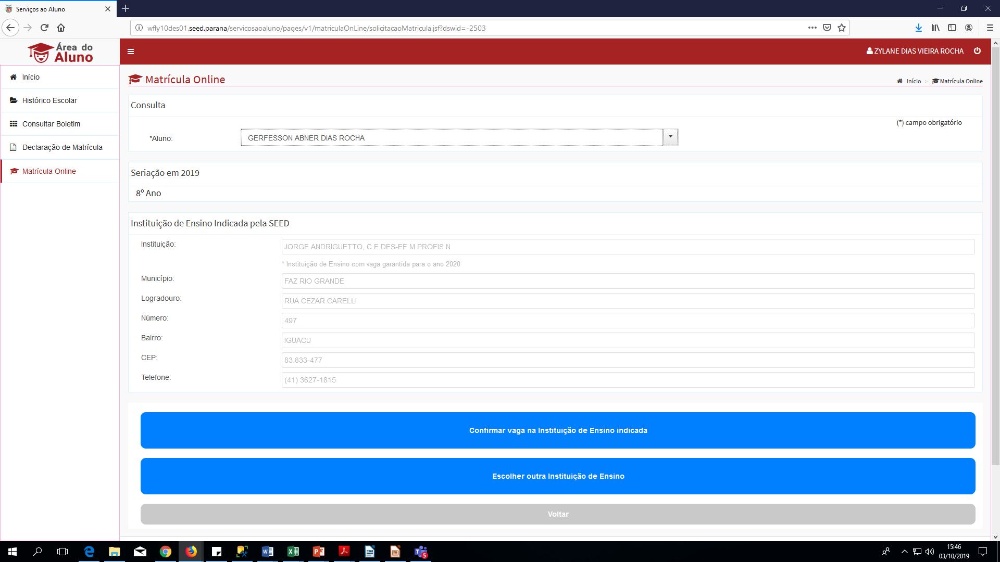 Serviços ao Aluno
wfly10des01.seed.parana/servicosaoaluno/pages/v1/matriculaOnLine/solicitacaoMatricula.jsf?dswid=-2503
Área do
Aluno
ZYLANE DIAS VIEIRA ROCHA
Início
Histórico Escolar
Consultar Boletim
Declaração de Matrícula
Matrícula Online
Matrícula Online
Início > Matrícula Online
Consulta
(*) campo obrigatório
*Aluno: GERFESSON ABNER DIAS ROCHA
Seriação em 2019
8º Ano
Instituição de Ensino Indicada pela SEED
Instituição: JORGE ANDRIGUETTO, C E DES-EF M PROFIS N
* Instituição de Ensino com vaga garantida para o ano 2020
Município: FAZ RIO GRANDE
Logradouro: RUA CEZAR CARELLI
Número: 497
Bairro: IGUACU
CEP: 83.833-477
Telefone: (41) 3627-1815
Confirmar vaga na Instituição de Ensino indicada
Escolher outra Instituição de Ensino
Voltar
15:46
03/10/2019